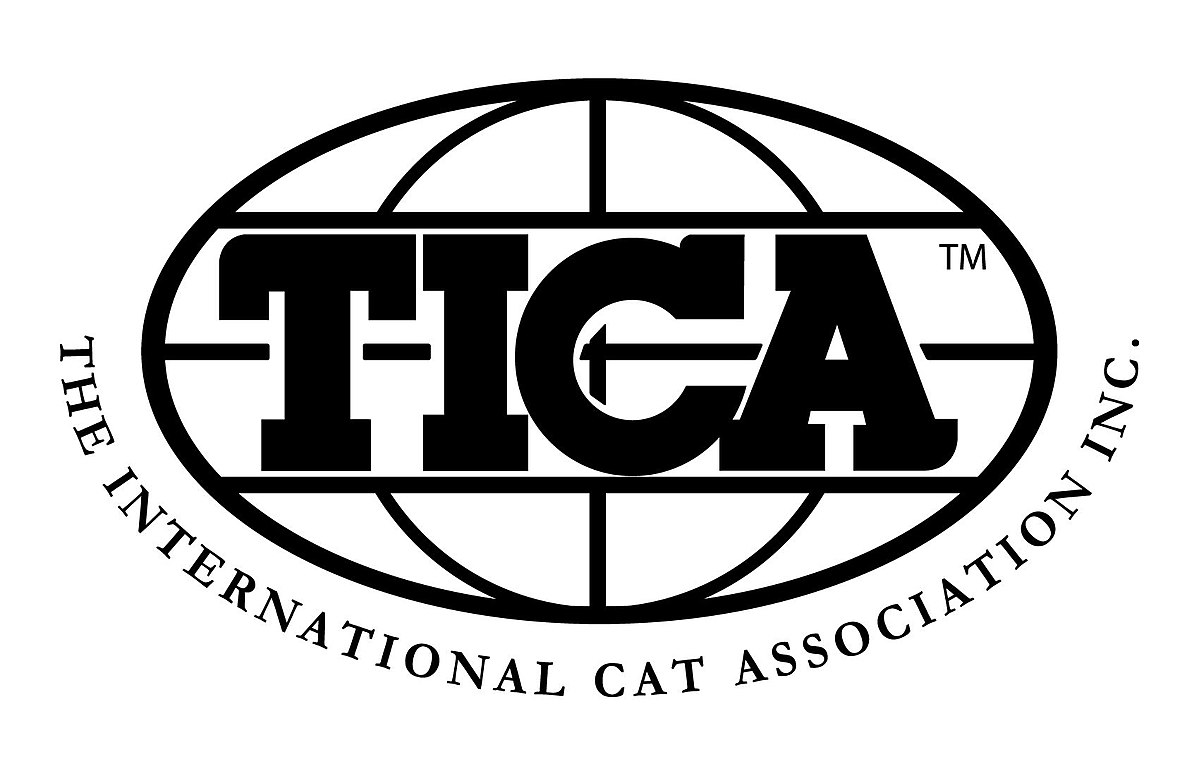 TICA™
THE INTERNATIONAL CAT ASSOCIATION INC.